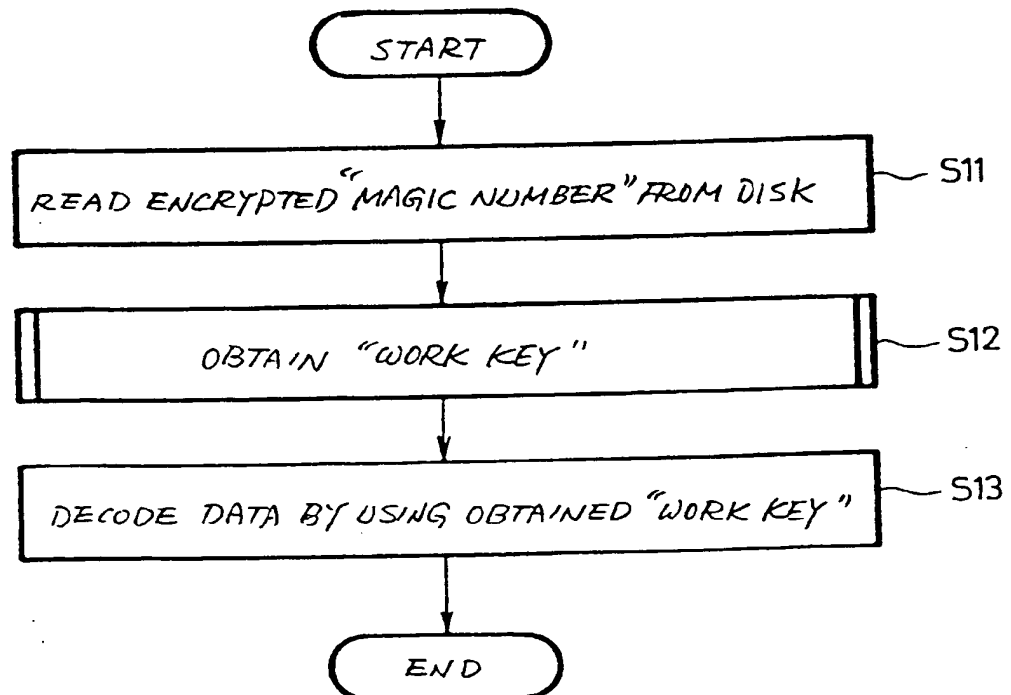 START
READ ENCRYPTED “MAGIC NUMBER” FROM DISK
S11
OBTAIN “WORK KEY”
S12
DECODE DATA BY USING OBTAINED “WORK KEY”
S13
END